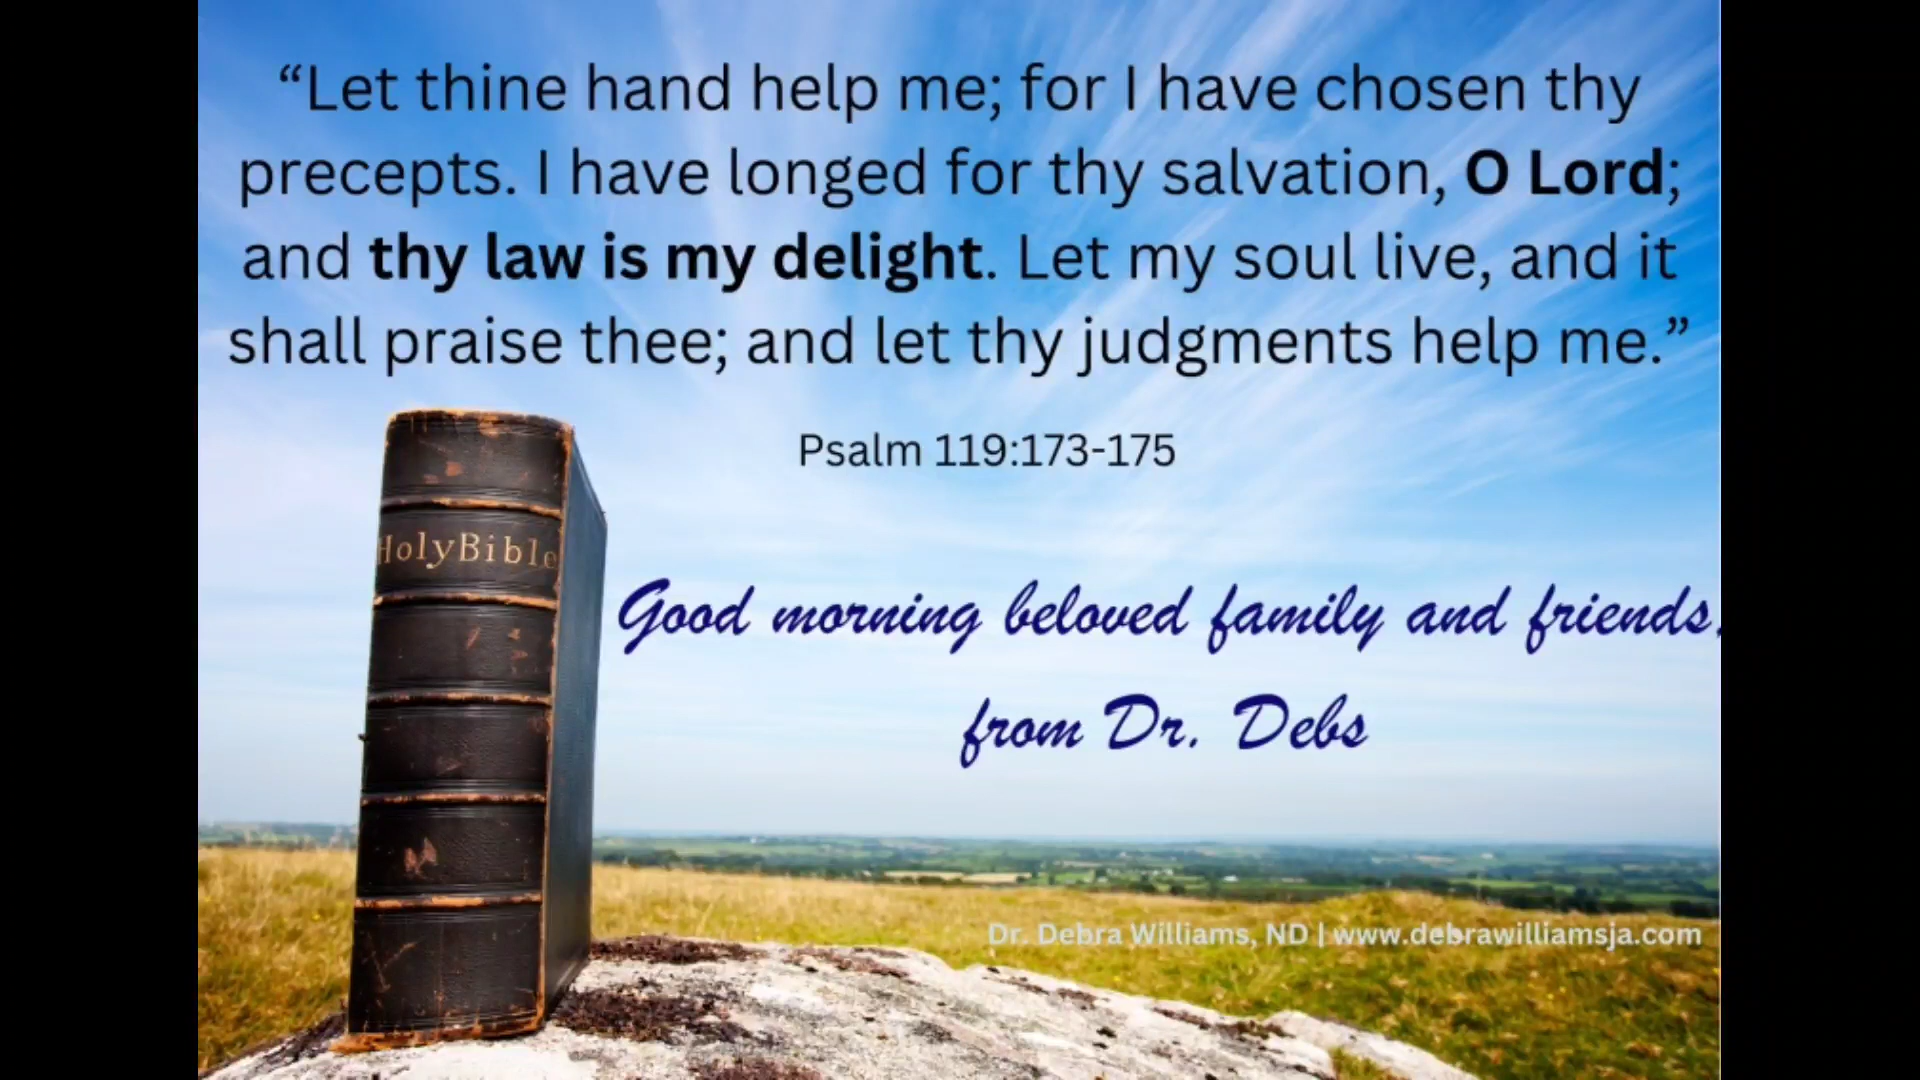 “Let thine hand help me; for I have chosen thy
precepts. I have longed for thy salvation, O Lord;
and thy law is my delight. Let my soul live, and it
shall praise thee; and let thy judgments help me.”
Psalm 119:173-175
HolyBible
Good morning beloved family and friends,
from Dr. Debs
Dr. Debra Williams, ND | www.debrawilliamsja.com